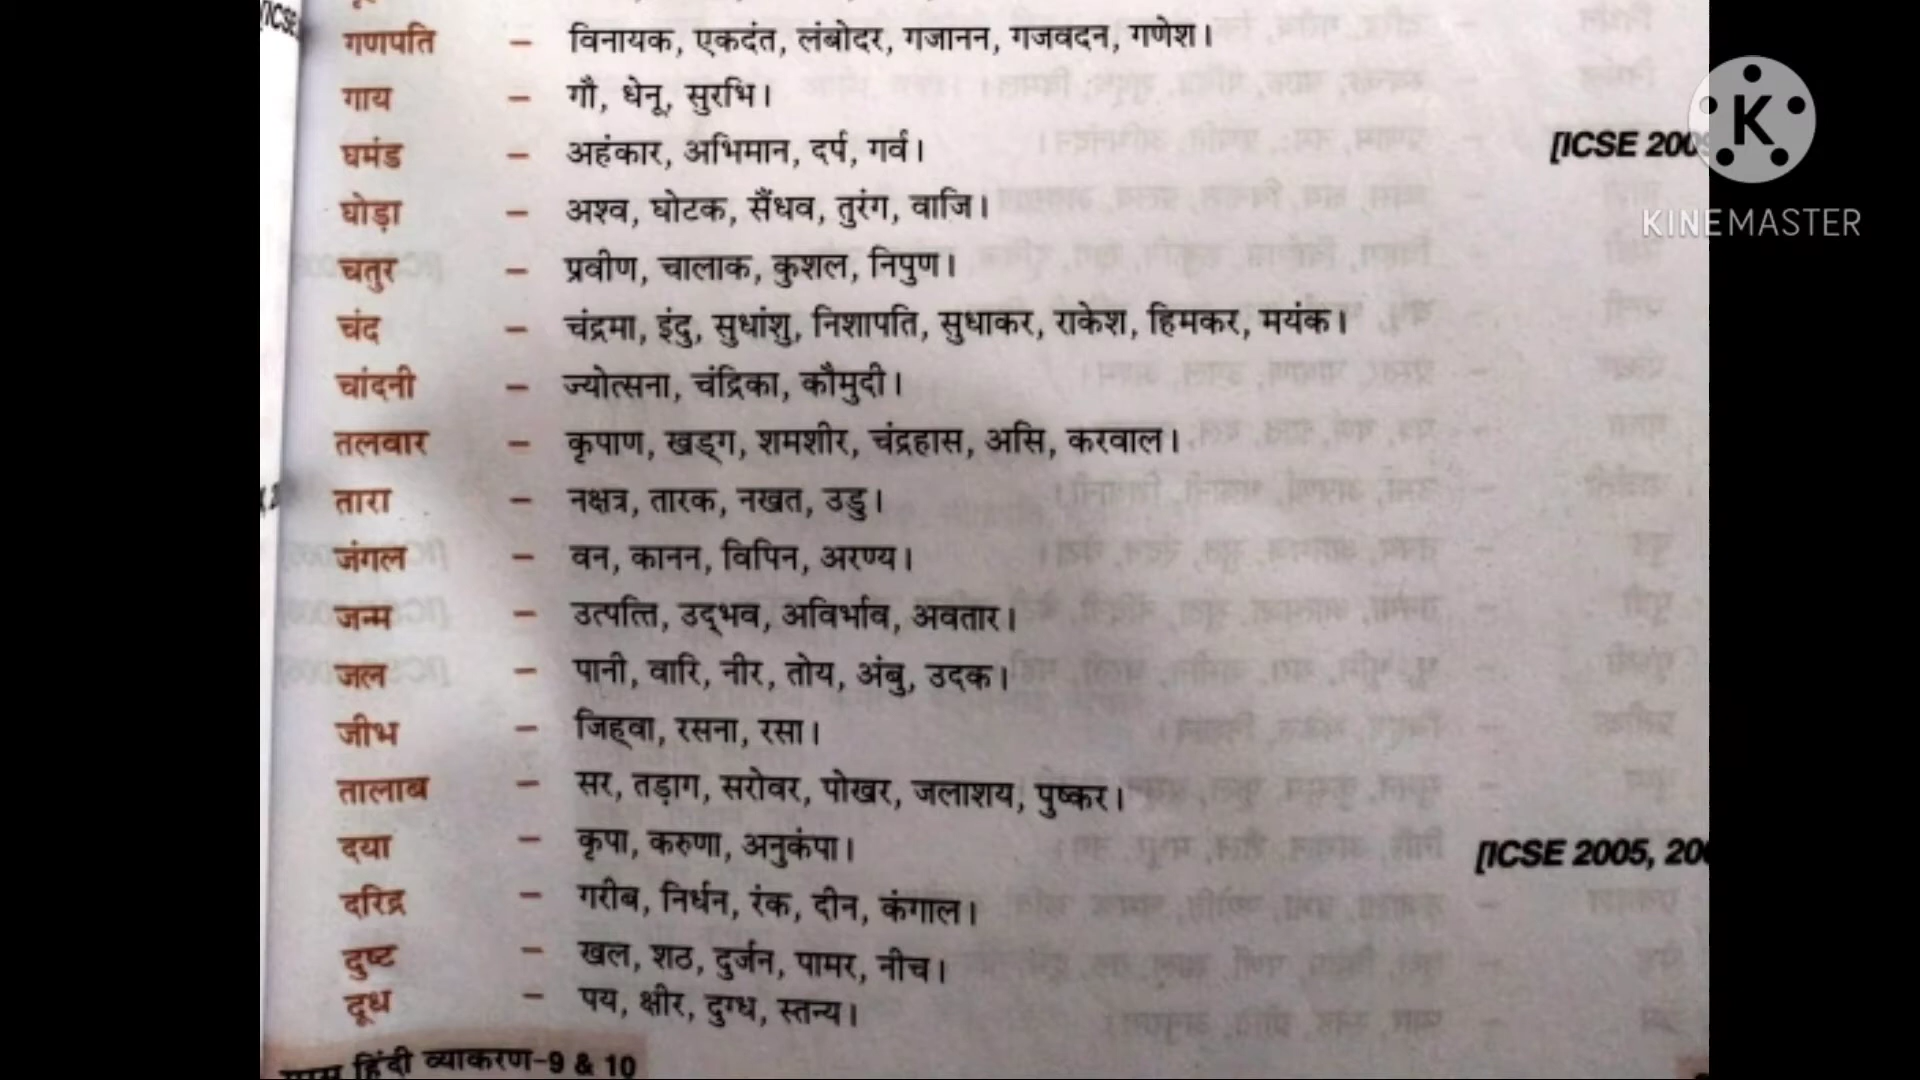 गणपति – विनायक, एकदंत, लंबोदर, गजानन, गजवदन, गणेश।
गाय – गौ, धेनू, सुरभि।
घमंड – अहंकार, अभिमान, दर्प, गर्व। [ICSE 200
घोड़ा – अश्व, घोटक, सैंधव, तुरंग, वाजि।
चतुर – प्रवीण, चालाक, कुशल, निपुण।
चंद – चंद्रमा, इंदु, सुधांशु, निशापति, सुधाकर, राकेश, हिमकर, मयंक।
चांदनी – ज्योत्सना, चंद्रिका, कौमुदी।
तलवार – कृपाण, खड्ग, शमशीर, चंद्रहास, असि, करवाल।
तारा – नक्षत्र, तारक, नखत, उडु।
जंगल – वन, कानन, विपिन, अरण्य।
जन्म – उत्पत्ति, उद्भव, अविर्भाव, अवतार।
जल – पानी, वारि, नीर, तोय, अंबु, उदक।
जीभ – जिह्वा, रसना, रसा।
तालाब – सर, तड़ाग, सरोवर, पोखर, जलाशय, पुष्कर।
दया – कृपा, करुणा, अनुकंपा। [ICSE 2005, 200
दरिद्र – गरीब, निर्धन, रंक, दीन, कंगाल।
दुष्ट – खल, शठ, दुर्जन, पामर, नीच।
दूध – पय, क्षीर, दुग्ध, स्तन्य।
हिंदी व्याकरण-9 & 10
K
KINEMASTER